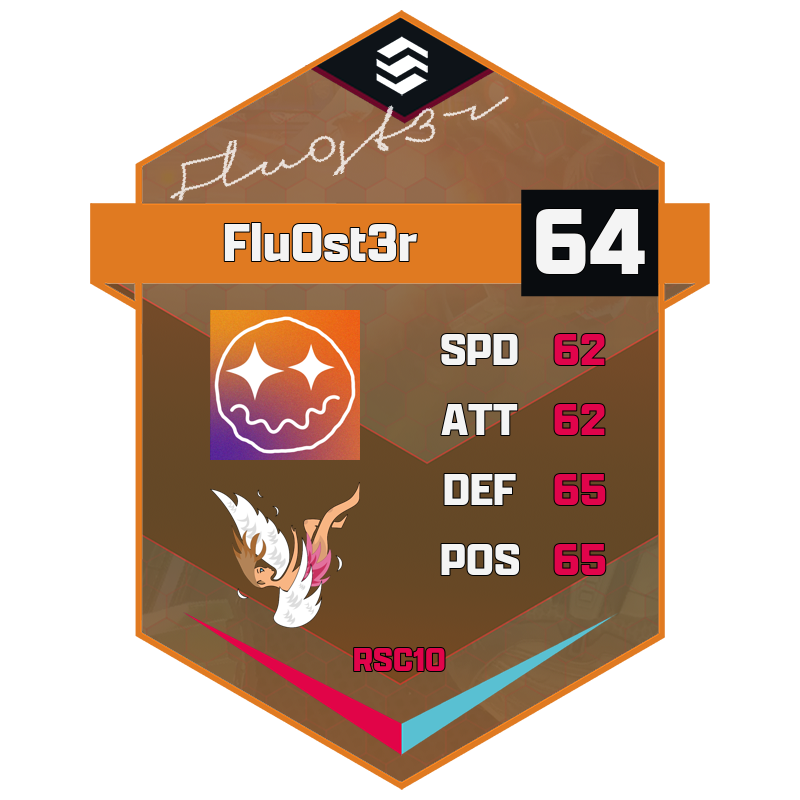 Flu0st3r
Flu0st3r
64
SPD 62
ATT 62
DEF 65
POS 65
RSC10